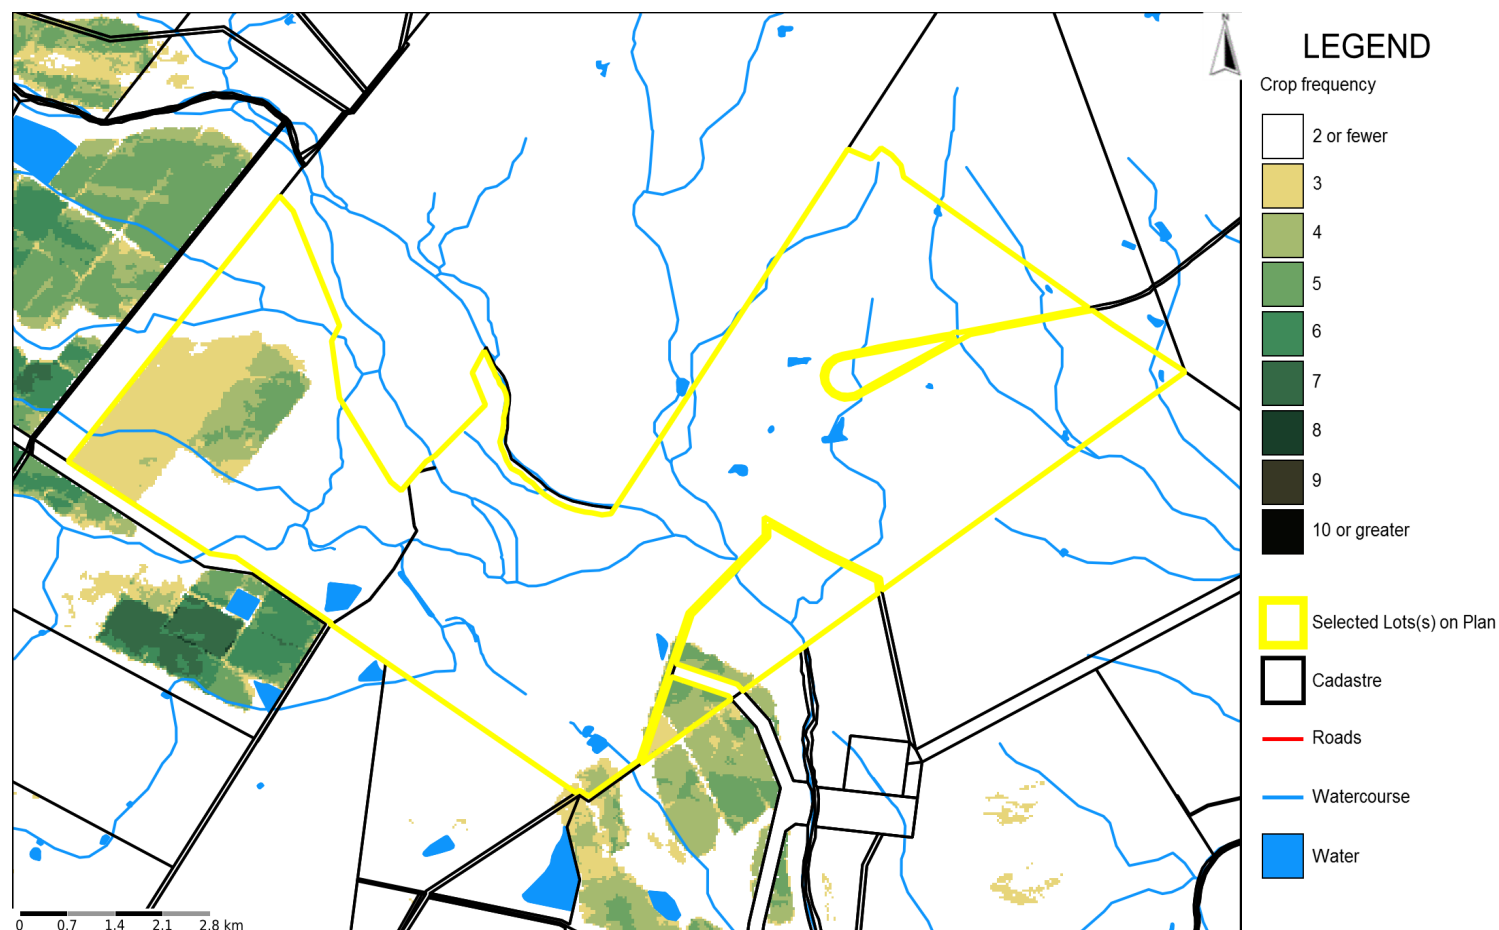 N
LEGEND
Crop frequency
2 or fewer
3
4
5
6
7
8
9
10 or greater
Selected Lots(s) on Plan
Cadastre
Roads
Watercourse
Water
0 0.7 1.4 2.1 2.8 km